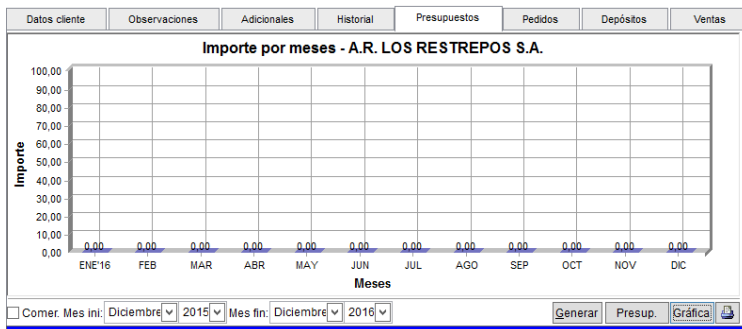 Datos cliente Observaciones Adicionales Historial Presupuestos Pedidos Depósitos Ventas
Importe por meses - A.R. LOS RESTREPOS S.A.
100,00
90,00
80,00
70,00
60,00
50,00
40,00
30,00
20,00
10,00
0,00
Importe
0,00 0,00 0,00 0,00 0,00 0,00 0,00 0,00 0,00 0,00 0,00 0,00
ENE'16 FEB MAR ABR MAY JUN JUL AGO SEP OCT NOV DIC
Meses
Comer. Mes ini: Diciembre 2015 Mes fin: Diciembre 2016 Generar Presup. Gráfica